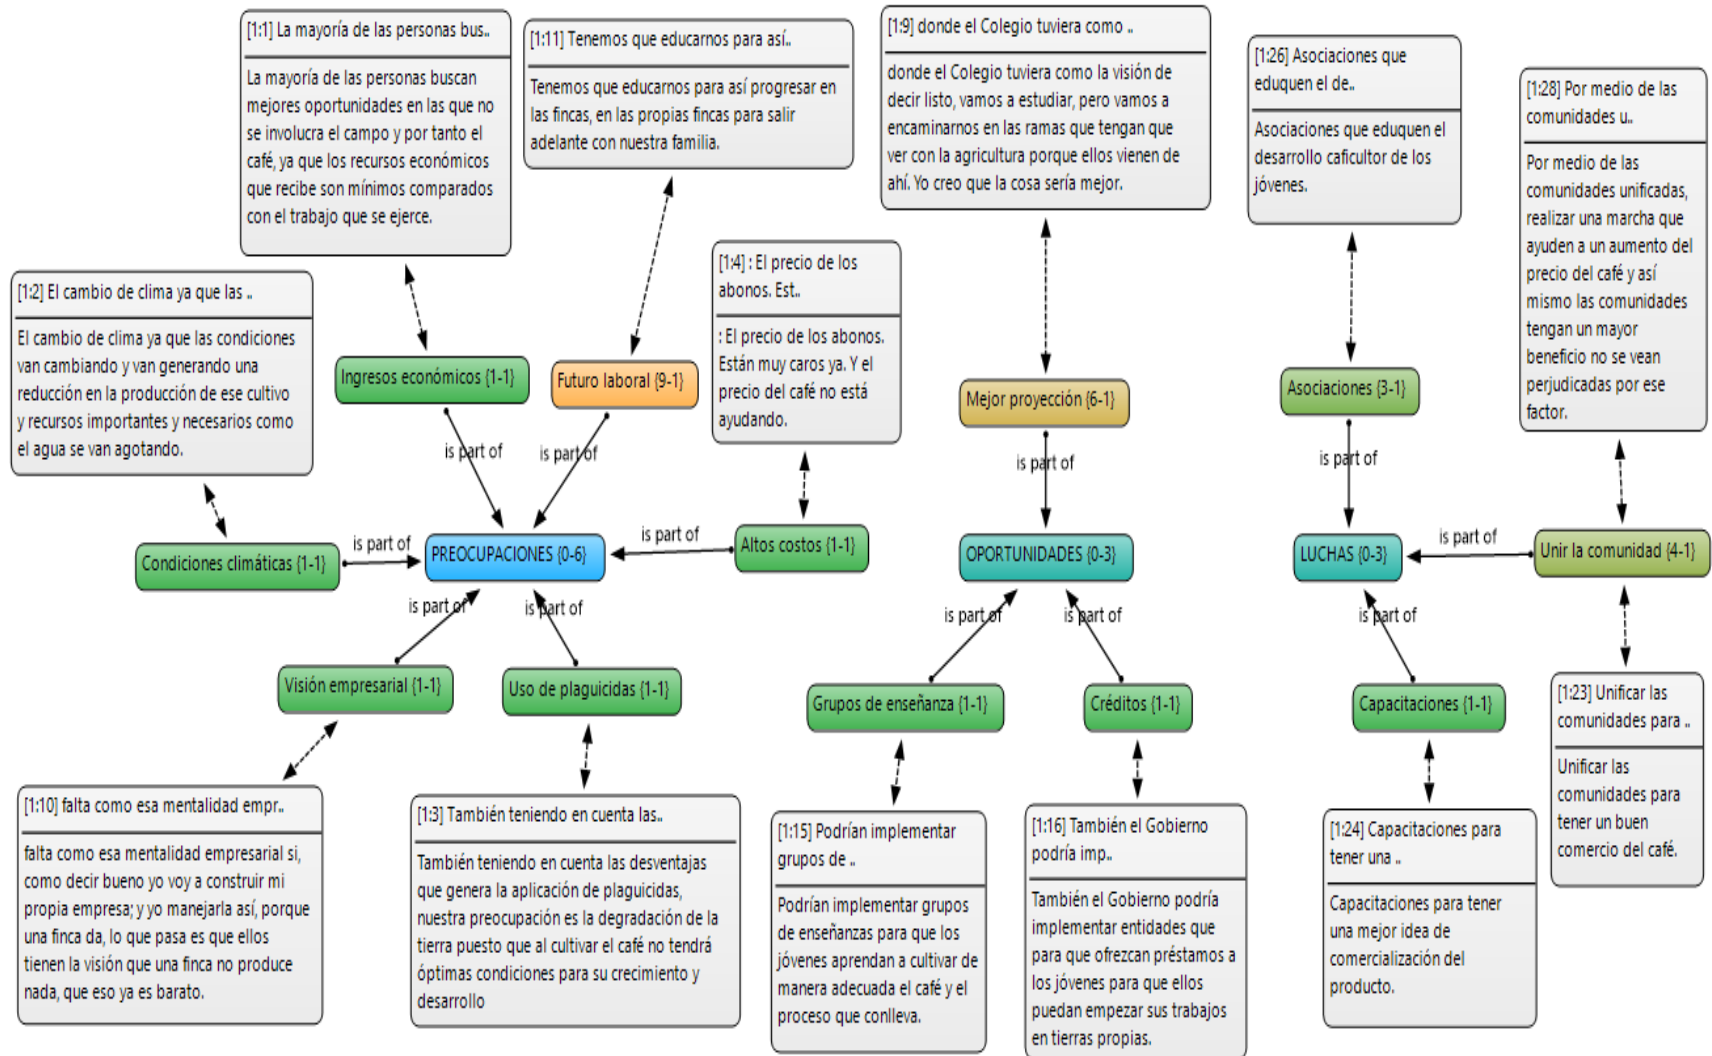 [1:1] La mayoría de las personas bus..
La mayoría de las personas buscan
mejores oportunidades en las que no
se involucra el campo y por tanto el
café, ya que los recursos económicos
que recibe son mínimos comparados
con el trabajo que se ejerce.
[1:11] Tenemos que educarnos para así..
Tenemos que educarnos para así progresar en
las fincas, en las propias fincas para salir
adelante con nuestra familia.
[1:9] donde el Colegio tuviera como ..
donde el Colegio tuviera como la visión de
decir listo, vamos a estudiar, pero vamos a
encaminarnos en las ramas que tengan que
ver con la agricultura porque ellos vienen de
ahí. Yo creo que la cosa sería mejor.
[1:26] Asociaciones que
eduquen el de..
Asociaciones que eduquen el
desarrollo caficultor de los
jóvenes.
[1:28] Por medio de las
comunidades u..
Por medio de las
comunidades unificadas,
realizar una marcha que
ayuden a un aumento del
precio del café y así
mismo las comunidades
tengan un mayor
beneficio no se vean
perjudicadas por ese
factor.
[1:2] El cambio de clima ya que las ..
El cambio de clima ya que las condiciones
van cambiando y van generando una
reducción en la producción de ese cultivo
y recursos importantes y necesarios como
el agua se van agotando.
[1:4] : El precio de los
abonos. Est..
: El precio de los abonos.
Están muy caros ya. Y el
precio del café no está
ayudando.
Ingresos económicos {1-1}
Futuro laboral {9-1}
Mejor proyección {6-1}
Asociaciones {3-1}
is part of
is part of
is part of
is part of
Condiciones climáticas {1-1}
is part of
PREOCUPACIONES {0-6}
is part of
Altos costos {1-1}
OPORTUNIDADES {0-3}
LUCHAS {0-3}
is part of
Unir la comunidad {4-1}
is part of
is part of
is part of
is part of
is part of
Visión empresarial {1-1}
Uso de plaguicidas {1-1}
Grupos de enseñanza {1-1}
Créditos {1-1}
Capacitaciones {1-1}
[1:23] Unificar las
comunidades para ..
Unificar las
comunidades para
tener un buen
comercio del café.
[1:10] falta como esa mentalidad empr..
falta como esa mentalidad empresarial si,
como decir bueno yo voy a construir mi
propia empresa; y yo manejarla así, porque
una finca da, lo que pasa es que ellos
tienen la visión que una finca no produce
nada, que eso ya es barato.
[1:3] También teniendo en cuenta las..
También teniendo en cuenta las desventajas
que genera la aplicación de plaguicidas,
nuestra preocupación es la degradación de la
tierra puesto que al cultivar el café no tendrá
óptimas condiciones para su crecimiento y
desarrollo
[1:15] Podrían implementar
grupos de ..
Podrían implementar grupos
de enseñanzas para que los
jóvenes aprendan a cultivar de
manera adecuada el café y el
proceso que conlleva.
[1:16] También el Gobierno
podría imp..
También el Gobierno podría
implementar entidades que
para que ofrezcan préstamos a
los jóvenes para que ellos
puedan empezar sus trabajos
en tierras propias.
[1:24] Capacitaciones para
tener una ..
Capacitaciones para tener
una mejor idea de
comercialización del
producto.